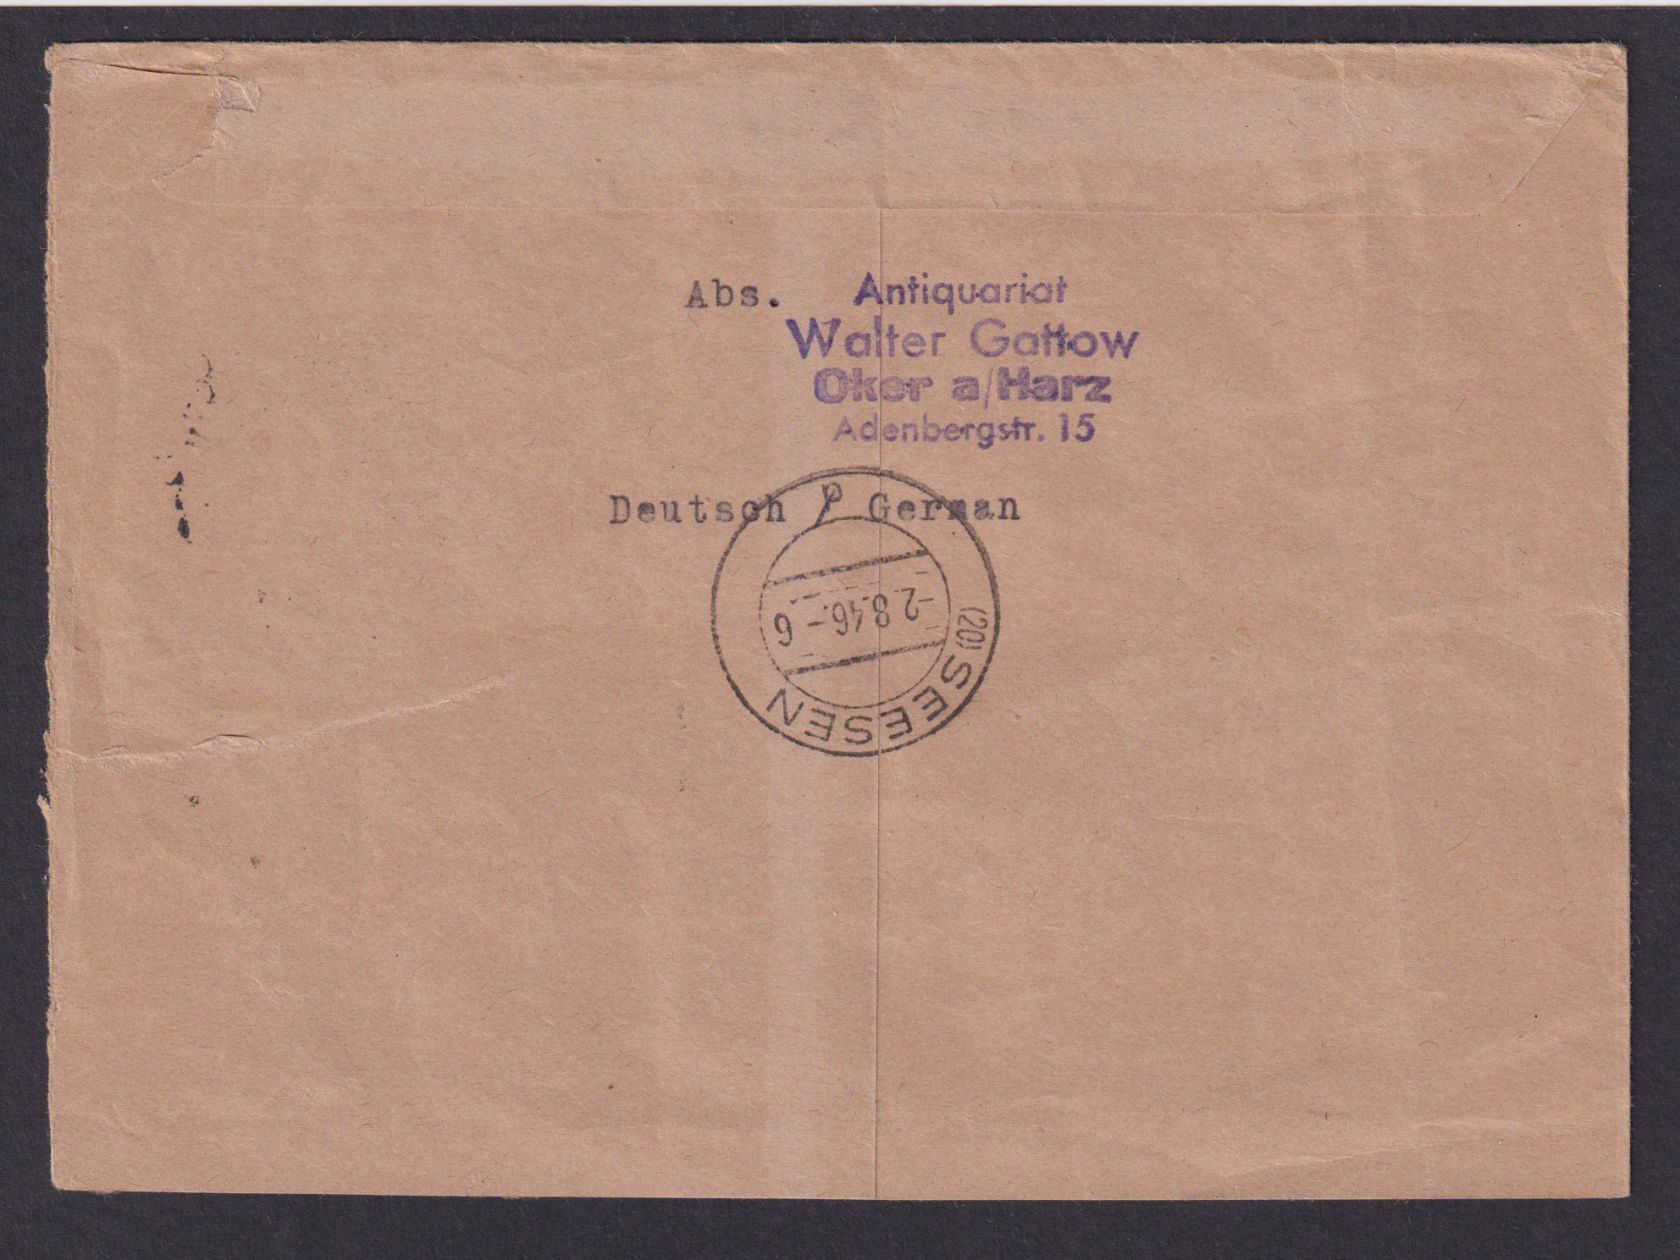 Abs. Antiquariat
Walter Gattow
Oker a/Harz
Adenbergstr. 15
Deutsch / German
(20) SEESEN
-2.8.46.-6
p